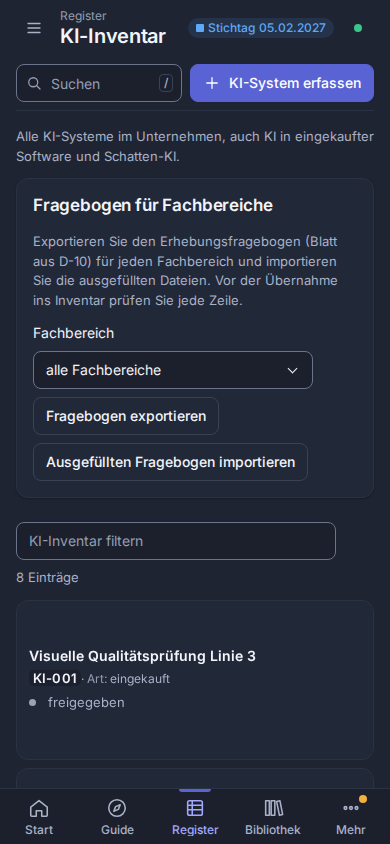 Register
KI-Inventar
Stichtag 05.02.2027
Suchen
/
KI-System erfassen
Alle KI-Systeme im Unternehmen, auch KI in eingekaufter
Software und Schatten-KI.
Fragebogen für Fachbereiche
Exportieren Sie den Erhebungsfragebogen (Blatt
aus D-10) für jeden Fachbereich und importieren
Sie die ausgefüllten Dateien. Vor der Übernahme
ins Inventar prüfen Sie jede Zeile.
Fachbereich
alle Fachbereiche
Fragebogen exportieren
Ausgefüllten Fragebogen importieren
KI-Inventar filtern
8 Einträge
Visuelle Qualitätsprüfung Linie 3
KI-001 · Art: eingekauft
freigegeben
Start
Guide
Register
Bibliothek
Mehr